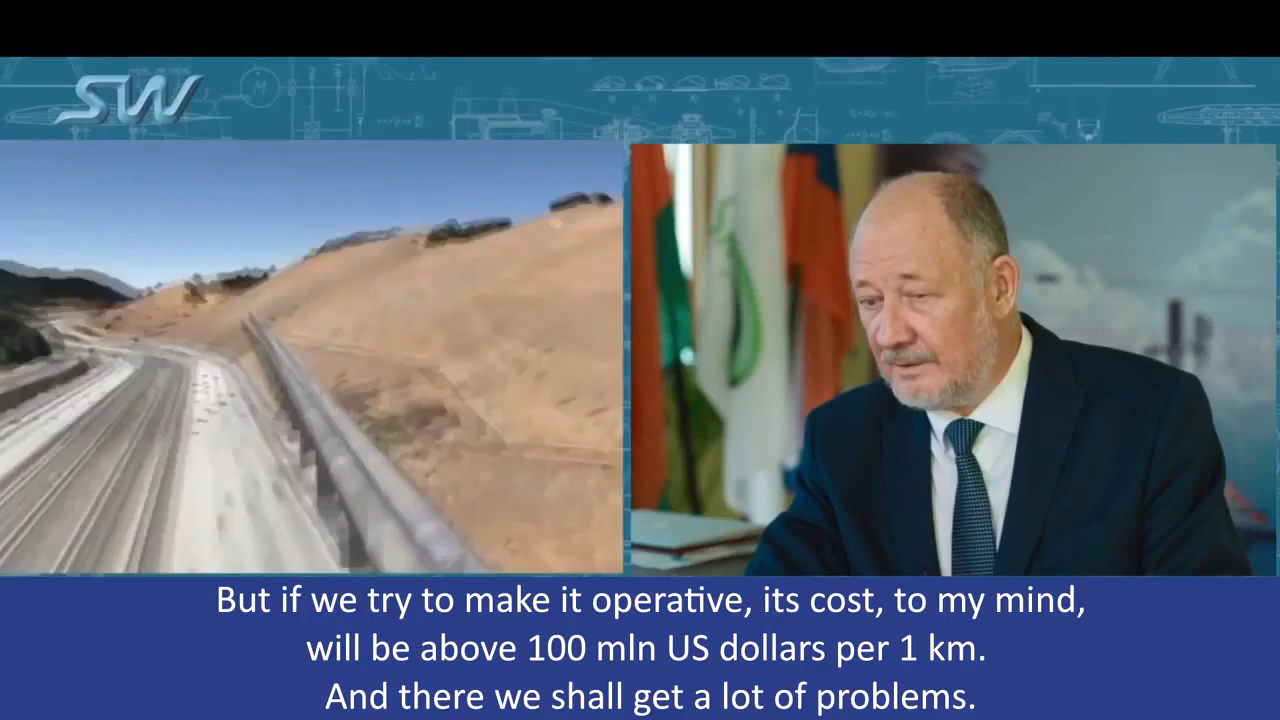 SW
But if we try to make it operative, its cost, to my mind,
will be above 100 mln US dollars per 1 km.
And there we shall get a lot of problems.